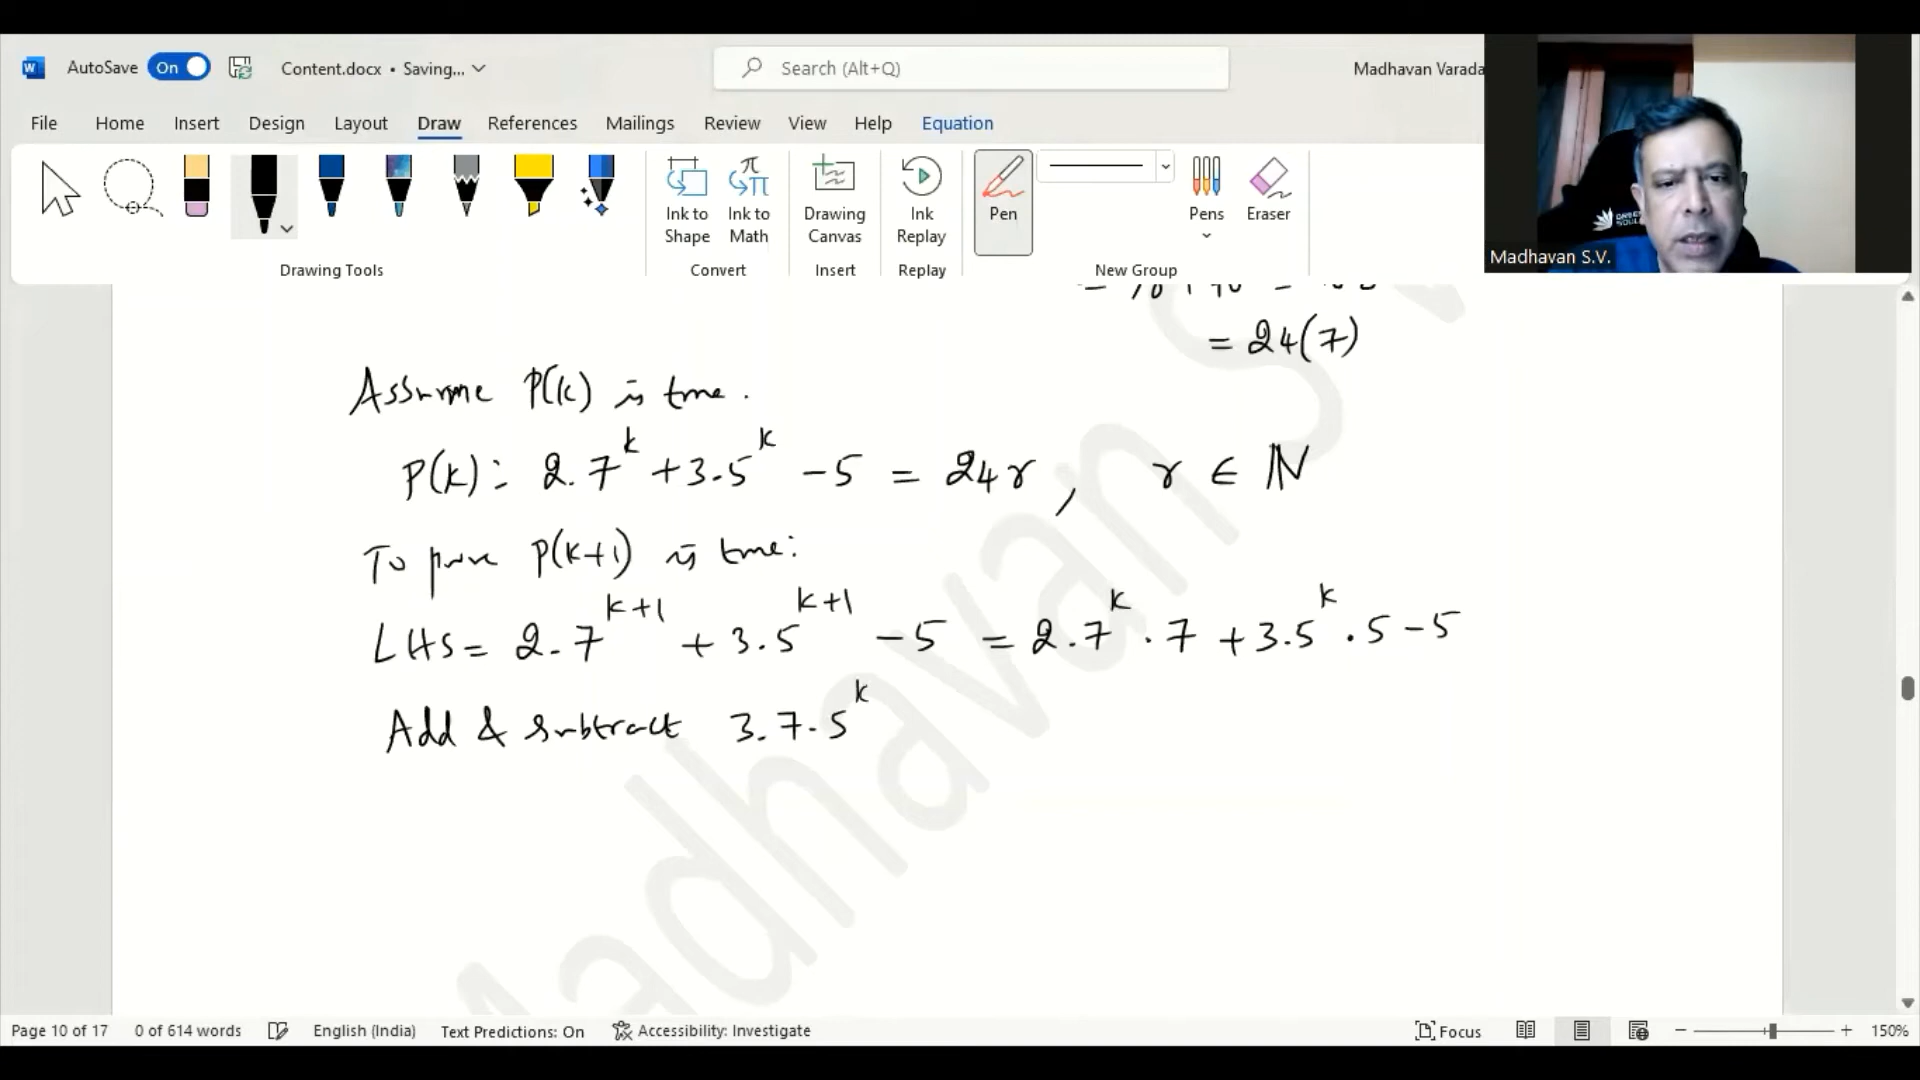 AutoSave On Content.docx • Saving... Search (Alt+Q) Madhavan Varada
File Home Insert Design Layout Draw References Mailings Review View Help Equation
Ink to Shape
Ink to Math
Drawing Canvas
Ink Replay
Pen
Pens
Eraser
Drawing Tools Convert Insert Replay New Group
Madhavan S.V.
= 24(7)
Assume P(k) is true.
P(k): 2.7^k + 3.5^k - 5 = 24r, r ∈ ℕ
To prove P(k+1) is true:
LHS = 2.7^{k+1} + 3.5^{k+1} - 5 = 2.7^k . 7 + 3.5^k . 5 - 5
Add & subtract 3.7.5^k
Madhavan S V
Page 10 of 17 0 of 614 words English (India) Text Predictions: On Accessibility: Investigate Focus 150%